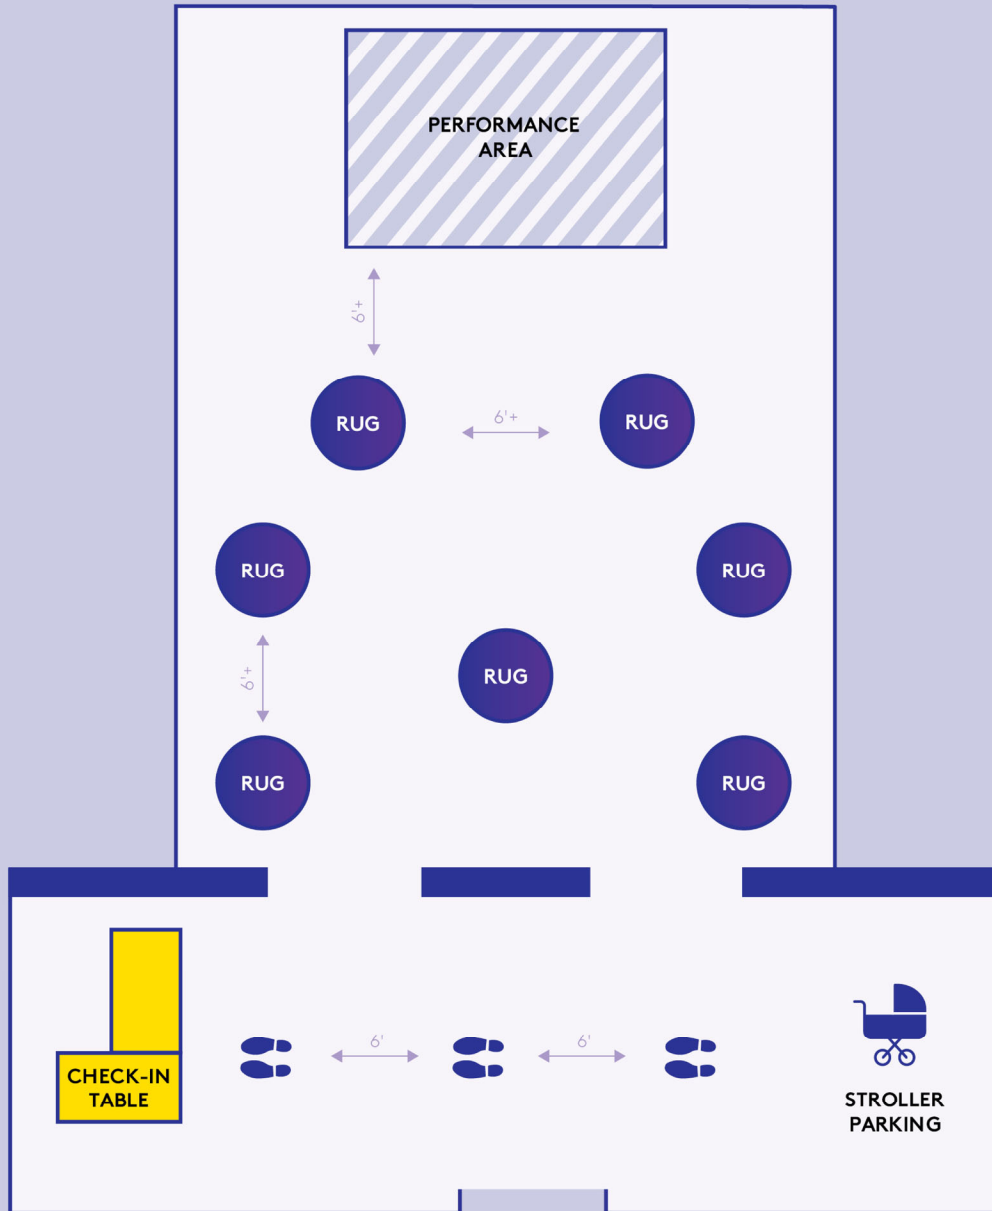 PERFORMANCE
AREA
6'+
6'+
RUG
RUG
RUG
RUG
6'+
RUG
RUG
RUG
6'
6'
CHECK-IN
TABLE
STROLLER
PARKING